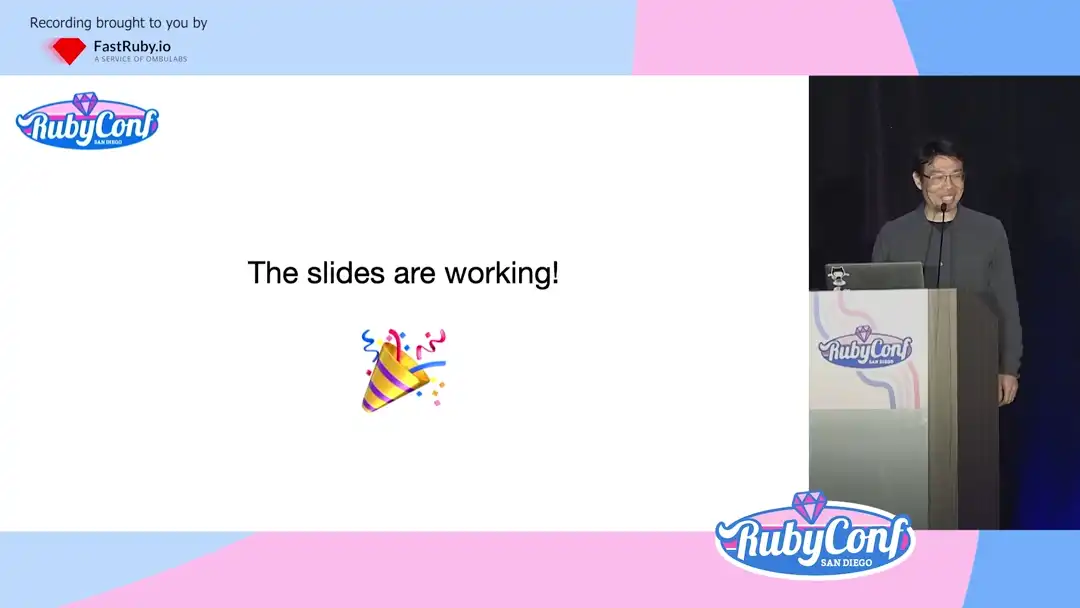 Recording brought to you by
FastRuby.io
A SERVICE OF OMBULABS
RubyConf
SAN DIEGO
The slides are working!
RubyConf
SAN DIEGO
RubyConf
SAN DIEGO